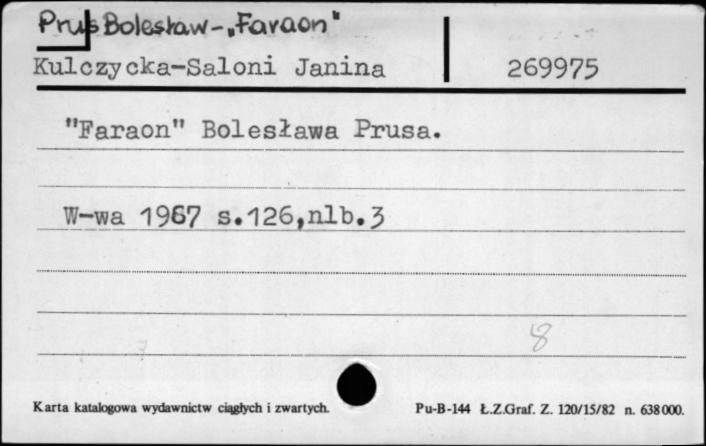 Prus Bolesław - „Faraon"
Kulczycka-Saloni Janina 269975
"Faraon" Bolesława Prusa.
W-wa 1967 s.126,nlb.3
8
Karta katalogowa wydawnictw ciągłych i zwartych. Pu-B-144 Ł.Z.Graf. Z. 120/15/82 n. 638000.